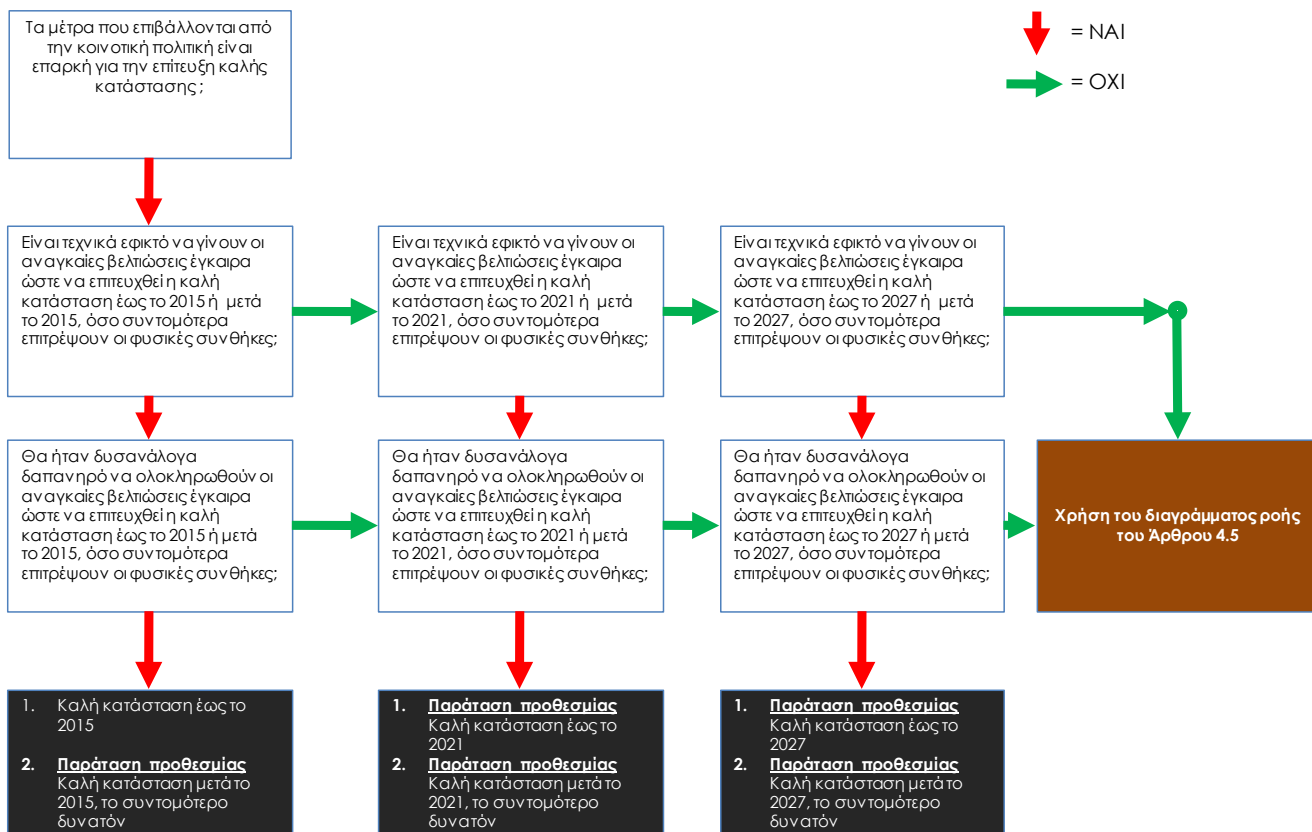 Τα μέτρα που επιβάλλονται από
την κοινοτική πολιτική είναι
επαρκή για την επίτευξη καλής
κατάστασης ;
= ΝΑΙ
= ΟΧΙ
Είναι τεχνικά εφικτό να γίνουν οι
αναγκαίες βελτιώσεις έγκαιρα
ώστε να επιτευχθεί η καλή
κατάσταση έως το 2015 ή μετά
το 2015, όσο συντομότερα
επιτρέψουν οι φυσικές συνθήκες;
Είναι τεχνικά εφικτό να γίνουν οι
αναγκαίες βελτιώσεις έγκαιρα
ώστε να επιτευχθεί η καλή
κατάσταση έως το 2021 ή μετά
το 2021, όσο συντομότερα
επιτρέψουν οι φυσικές συνθήκες;
Είναι τεχνικά εφικτό να γίνουν οι
αναγκαίες βελτιώσεις έγκαιρα
ώστε να επιτευχθεί η καλή
κατάσταση έως το 2027 ή μετά
το 2027, όσο συντομότερα
επιτρέψουν οι φυσικές συνθήκες;
Θα ήταν δυσανάλογα
δαπανηρό να ολοκληρωθούν οι
αναγκαίες βελτιώσεις έγκαιρα
ώστε να επιτευχθεί η καλή
κατάσταση έως το 2015 ή μετά
το 2015, όσο συντομότερα
επιτρέψουν οι φυσικές συνθήκες;
Θα ήταν δυσανάλογα
δαπανηρό να ολοκληρωθούν οι
αναγκαίες βελτιώσεις έγκαιρα
ώστε να επιτευχθεί η καλή
κατάσταση έως το 2021 ή μετά
το 2021, όσο συντομότερα
επιτρέψουν οι φυσικές συνθήκες;
Θα ήταν δυσανάλογα
δαπανηρό να ολοκληρωθούν οι
αναγκαίες βελτιώσεις έγκαιρα
ώστε να επιτευχθεί η καλή
κατάσταση έως το 2027 ή μετά
το 2027, όσο συντομότερα
επιτρέψουν οι φυσικές συνθήκες;
Χρήση του διαγράμματος ροής
του Άρθρου 4.5
1. Καλή κατάσταση έως το
2015
2. Παράταση προθεσμίας
Καλή κατάσταση μετά το
2015, το συντομότερο
δυνατόν
1. Παράταση προθεσμίας
Καλή κατάσταση έως το
2021
2. Παράταση προθεσμίας
Καλή κατάσταση μετά το
2021, το συντομότερο
δυνατόν
1. Παράταση προθεσμίας
Καλή κατάσταση έως το
2027
2. Παράταση προθεσμίας
Καλή κατάσταση μετά το
2027, το συντομότερο
δυνατόν